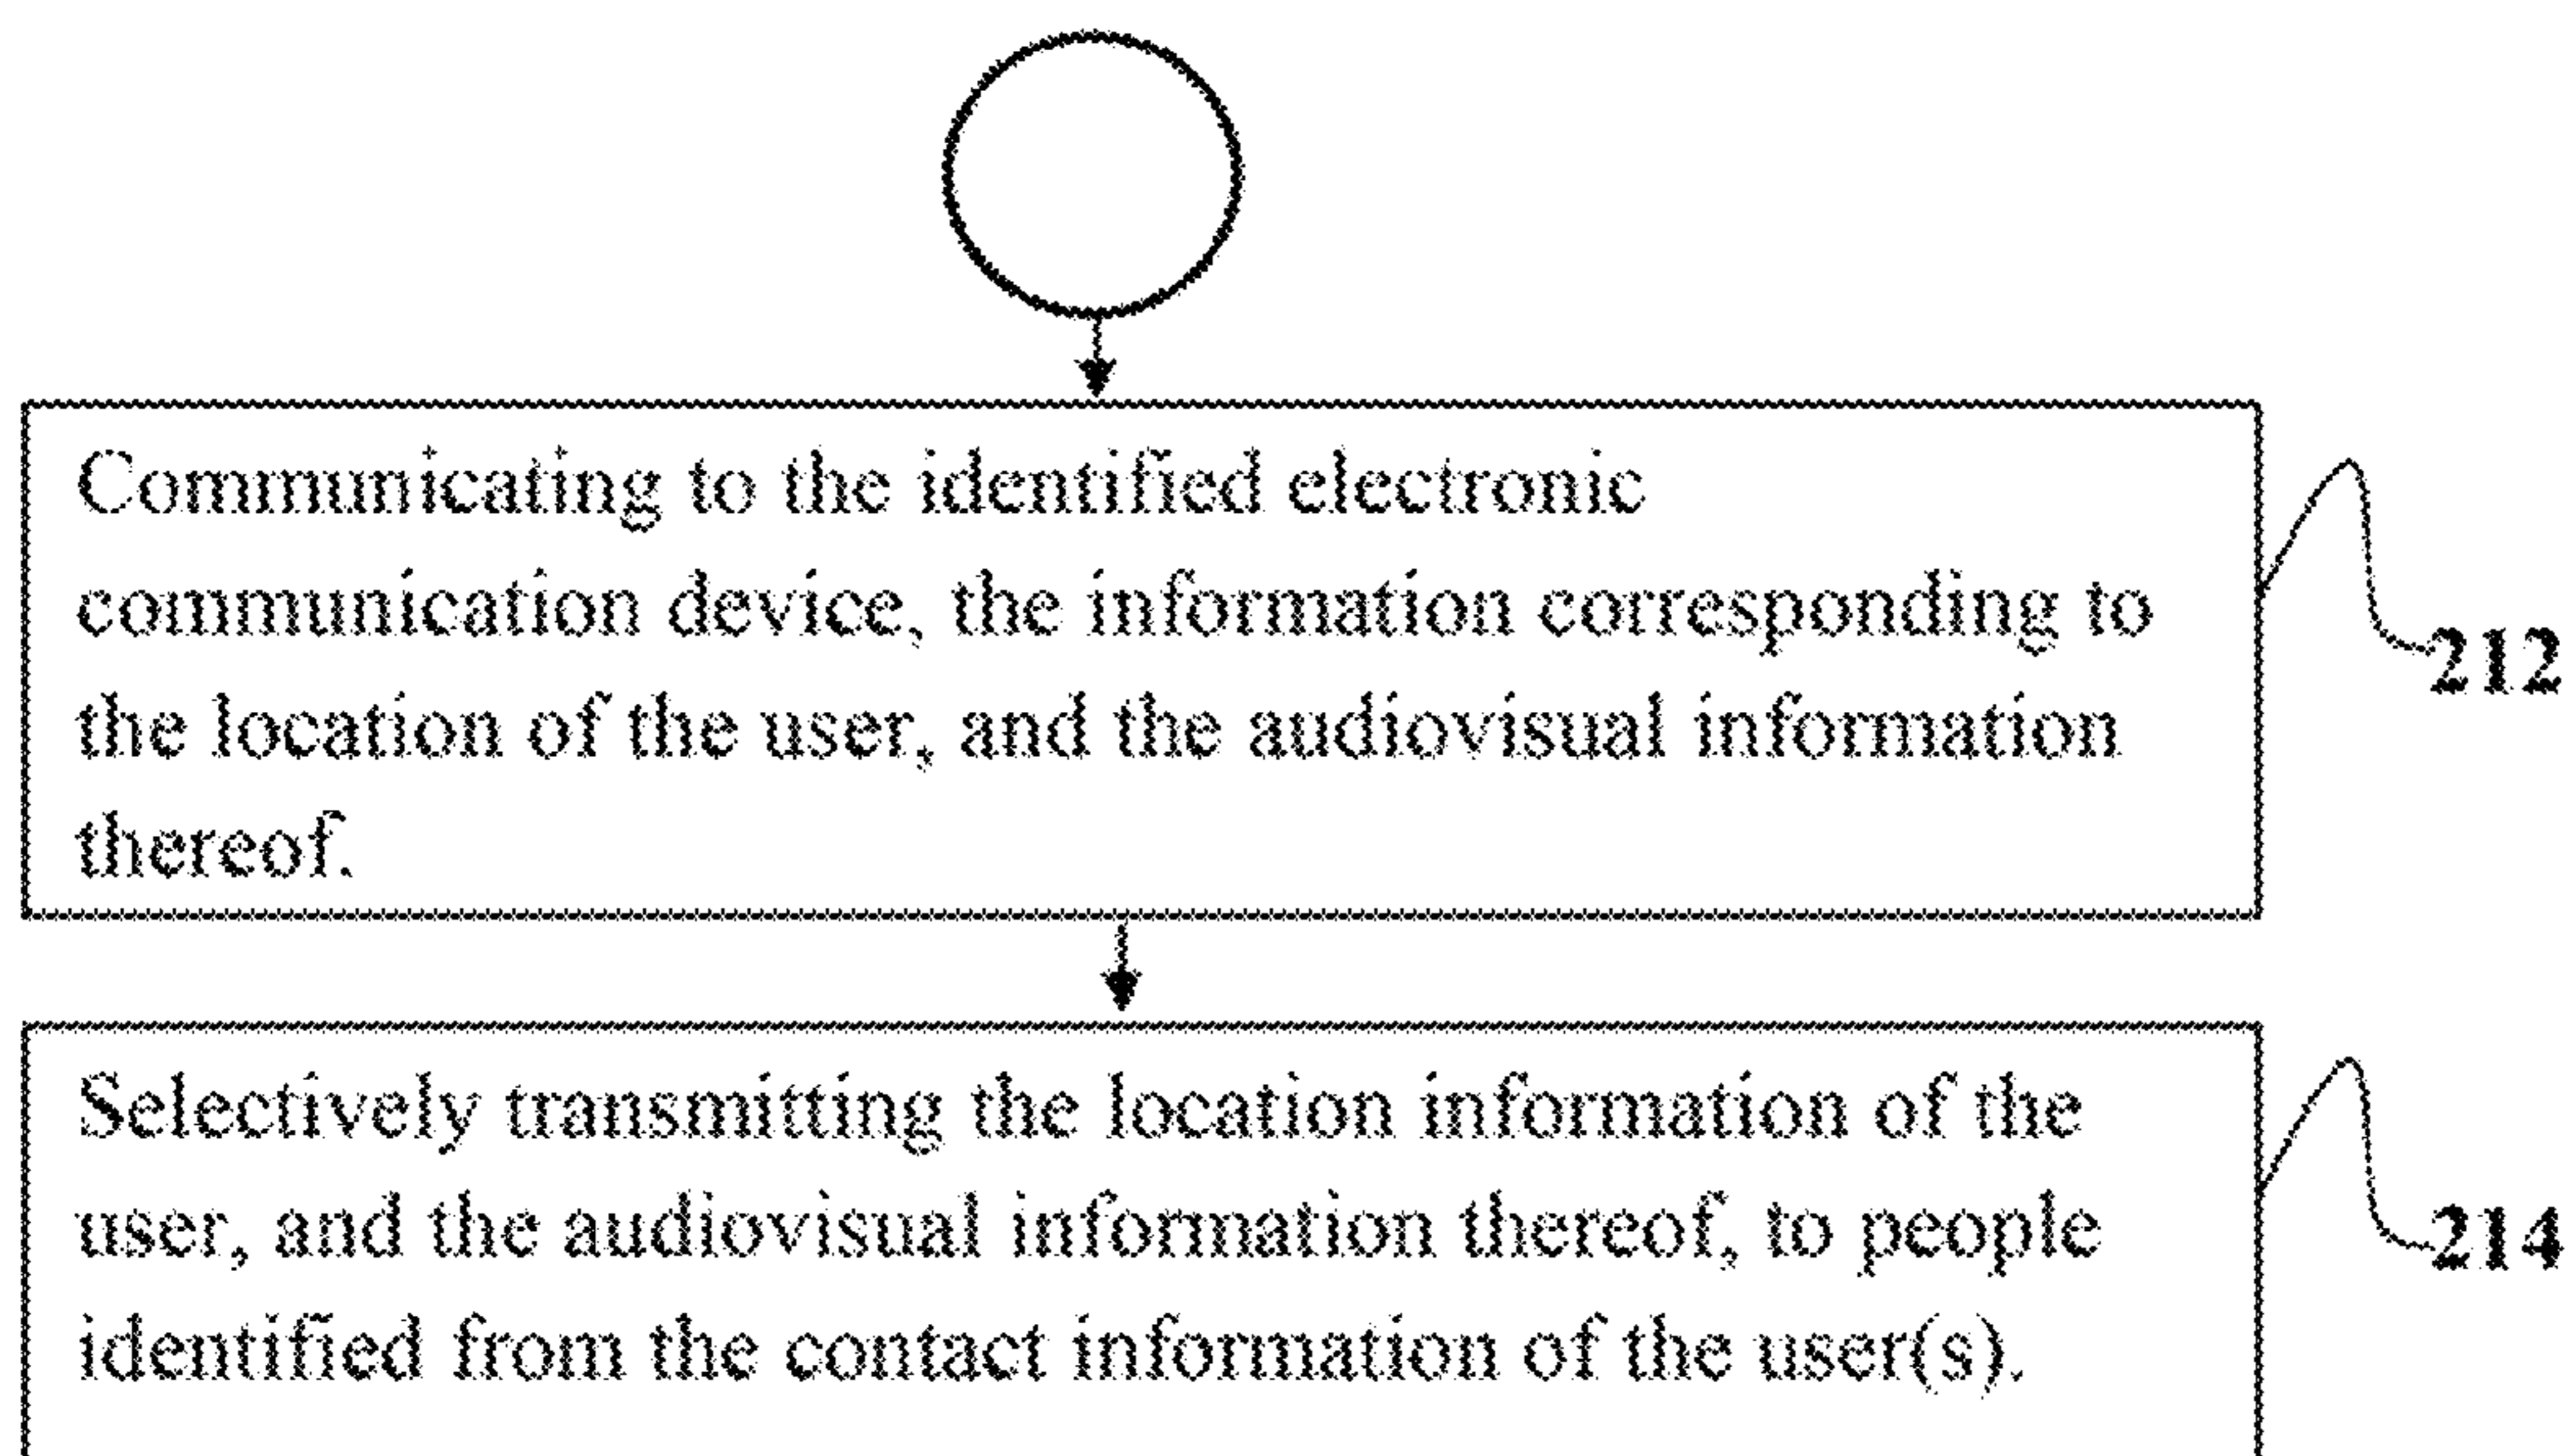 Communicating to the identified electronic
communication device, the information corresponding to
the location of the user, and the audiovisual information
thereof.
212
Selectively transmitting the location information of the
user, and the audiovisual information thereof, to people
identified from the contact information of the user(s).
214